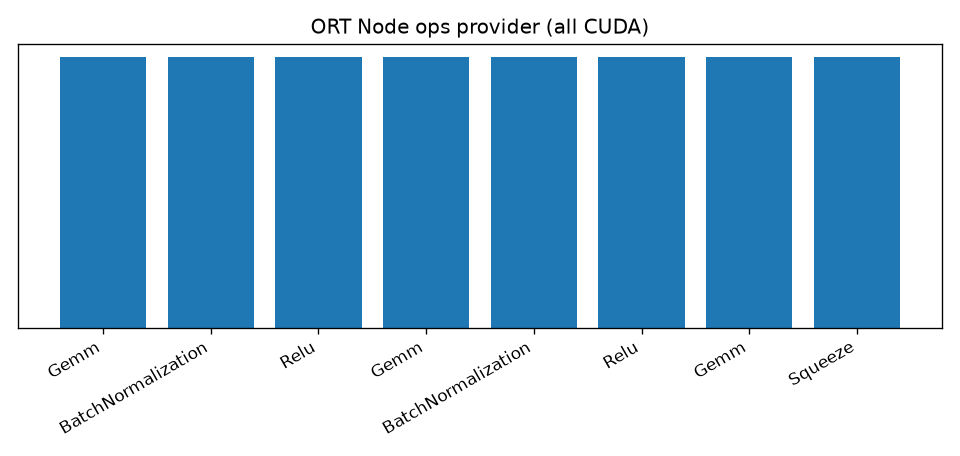 ORT Node ops provider (all CUDA)
Gemm
BatchNormalization
Relu
Gemm
BatchNormalization
Relu
Gemm
Squeeze